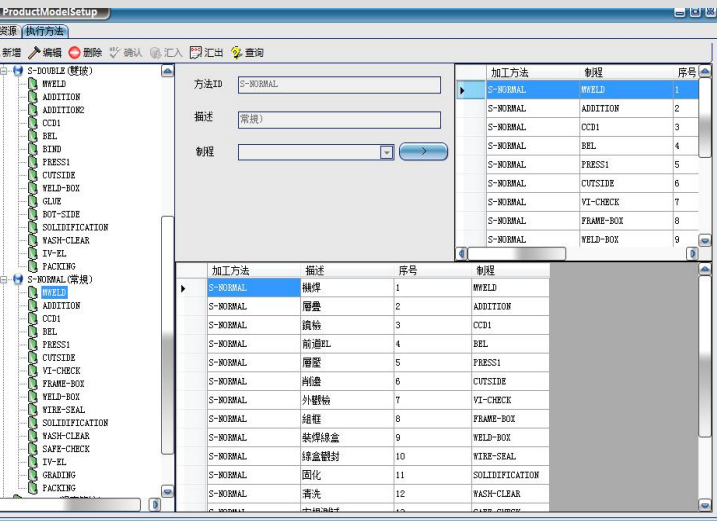 ProductModelSetup
资源 执行方法
新增 编辑 删除 确认 汇入 汇出 查询
S-DOUBLE(雙玻)
MWELD
ADDITION
ADDITION2
CCD1
BEL
BIND
PRESS1
CUTSIDE
WELD-BOX
GLUE
BOT-SIDE
SOLIDIFICATION
WASH-CLEAR
IV-EL
PACKING
S-NORMAL(常規)
MWELD
ADDITION
CCD1
BEL
PRESS1
CUTSIDE
VI-CHECK
FRAME-BOX
WELD-BOX
WIRE-SEAL
SOLIDIFICATION
WASH-CLEAR
SAFE-CHECK
IV-EL
GRADING
PACKING
方法ID S-NORMAL
描述 常規)
制程 >
加工方法 制程 序号
S-NORMAL MWELD 1
S-NORMAL ADDITION 2
S-NORMAL CCD1 3
S-NORMAL BEL 4
S-NORMAL PRESS1 5
S-NORMAL CUTSIDE 6
S-NORMAL VI-CHECK 7
S-NORMAL FRAME-BOX 8
S-NORMAL WELD-BOX 9
加工方法 描述 序号 制程
S-NORMAL 機焊 1 MWELD
S-NORMAL 層疊 2 ADDITION
S-NORMAL 鏡檢 3 CCD1
S-NORMAL 前道EL 4 BEL
S-NORMAL 層壓 5 PRESS1
S-NORMAL 削邊 6 CUTSIDE
S-NORMAL 外觀檢 7 VI-CHECK
S-NORMAL 組框 8 FRAME-BOX
S-NORMAL 裝焊線盒 9 WELD-BOX
S-NORMAL 線盒觀封 10 WIRE-SEAL
S-NORMAL 固化 11 SOLIDIFICATION
S-NORMAL 清洗 12 WASH-CLEAR